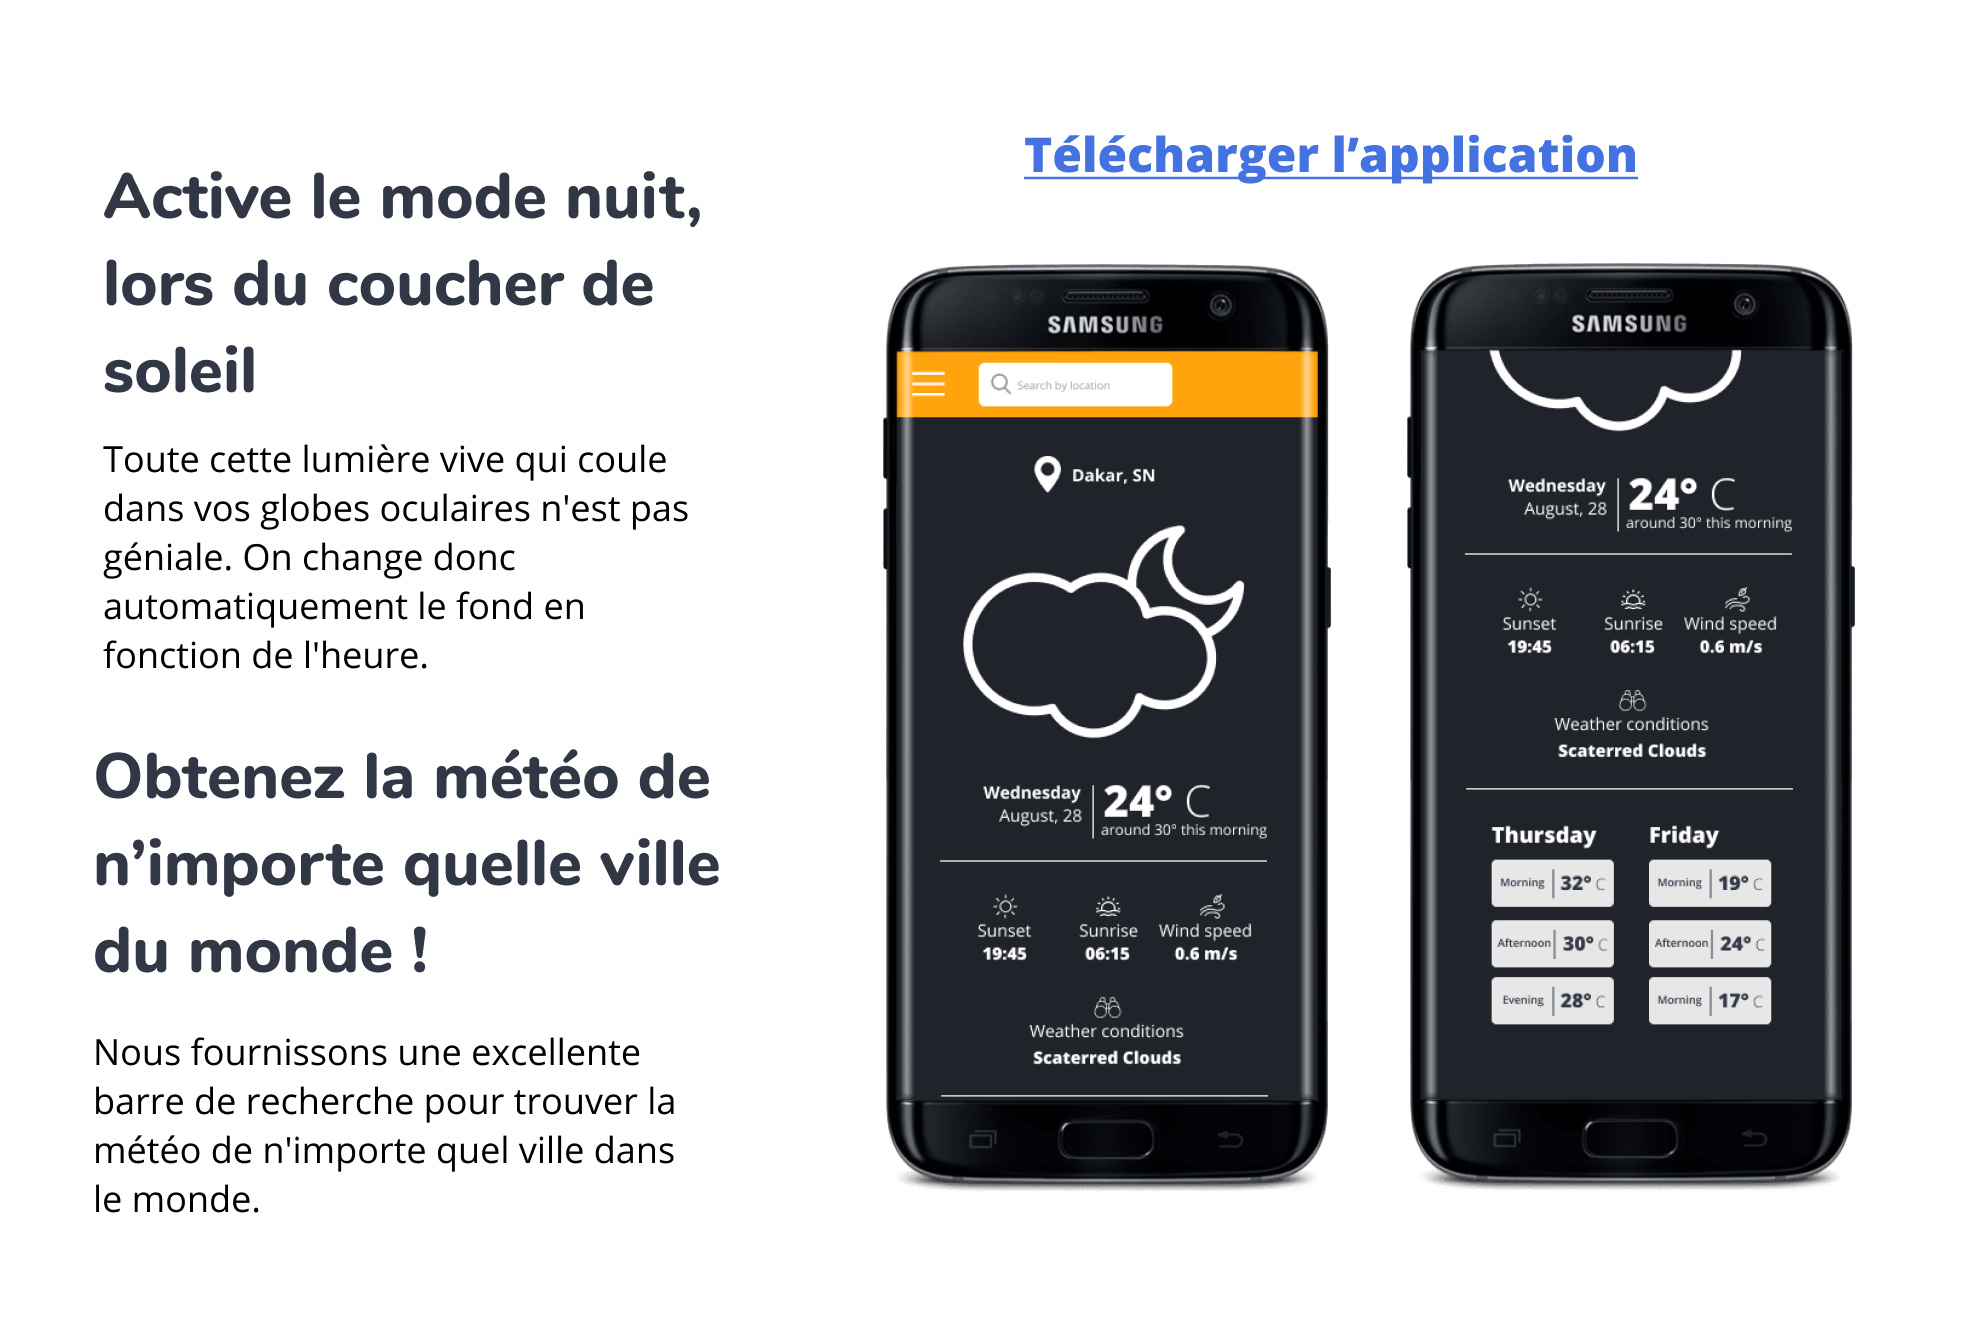 Active le mode nuit,
lors du coucher de
soleil
Toute cette lumière vive qui coule
dans vos globes oculaires n'est pas
géniale. On change donc
automatiquement le fond en
fonction de l'heure.
Obtenez la météo de
n’importe quelle ville
du monde !
Nous fournissons une excellente
barre de recherche pour trouver la
météo de n'importe quel ville dans
le monde.
Télécharger l’application
SAMSUNG
Search by location
Dakar, SN
Wednesday
August, 28
24° C
around 30° this morning
Sunset
19:45
Sunrise
06:15
Wind speed
0.6 m/s
Weather conditions
Scaterred Clouds
SAMSUNG
Wednesday
August, 28
24° C
around 30° this morning
Sunset
19:45
Sunrise
06:15
Wind speed
0.6 m/s
Weather conditions
Scaterred Clouds
Thursday
Morning 32° C
Afternoon 30° C
Evening 28° C
Friday
Morning 19° C
Afternoon 24° C
Morning 17° C